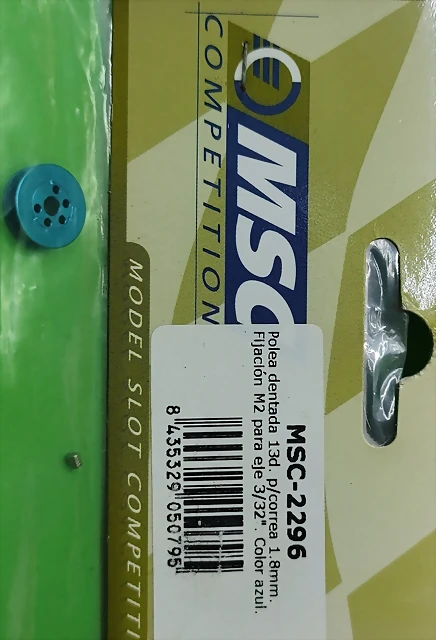 COMPETITION
MSC
MODEL SLOT COMPETITI
MSC-2296
Polea dentada 13d. p/correa 1.8mm.
Fijación M2 para eje 3/32". Color azul.
8 435329 050795